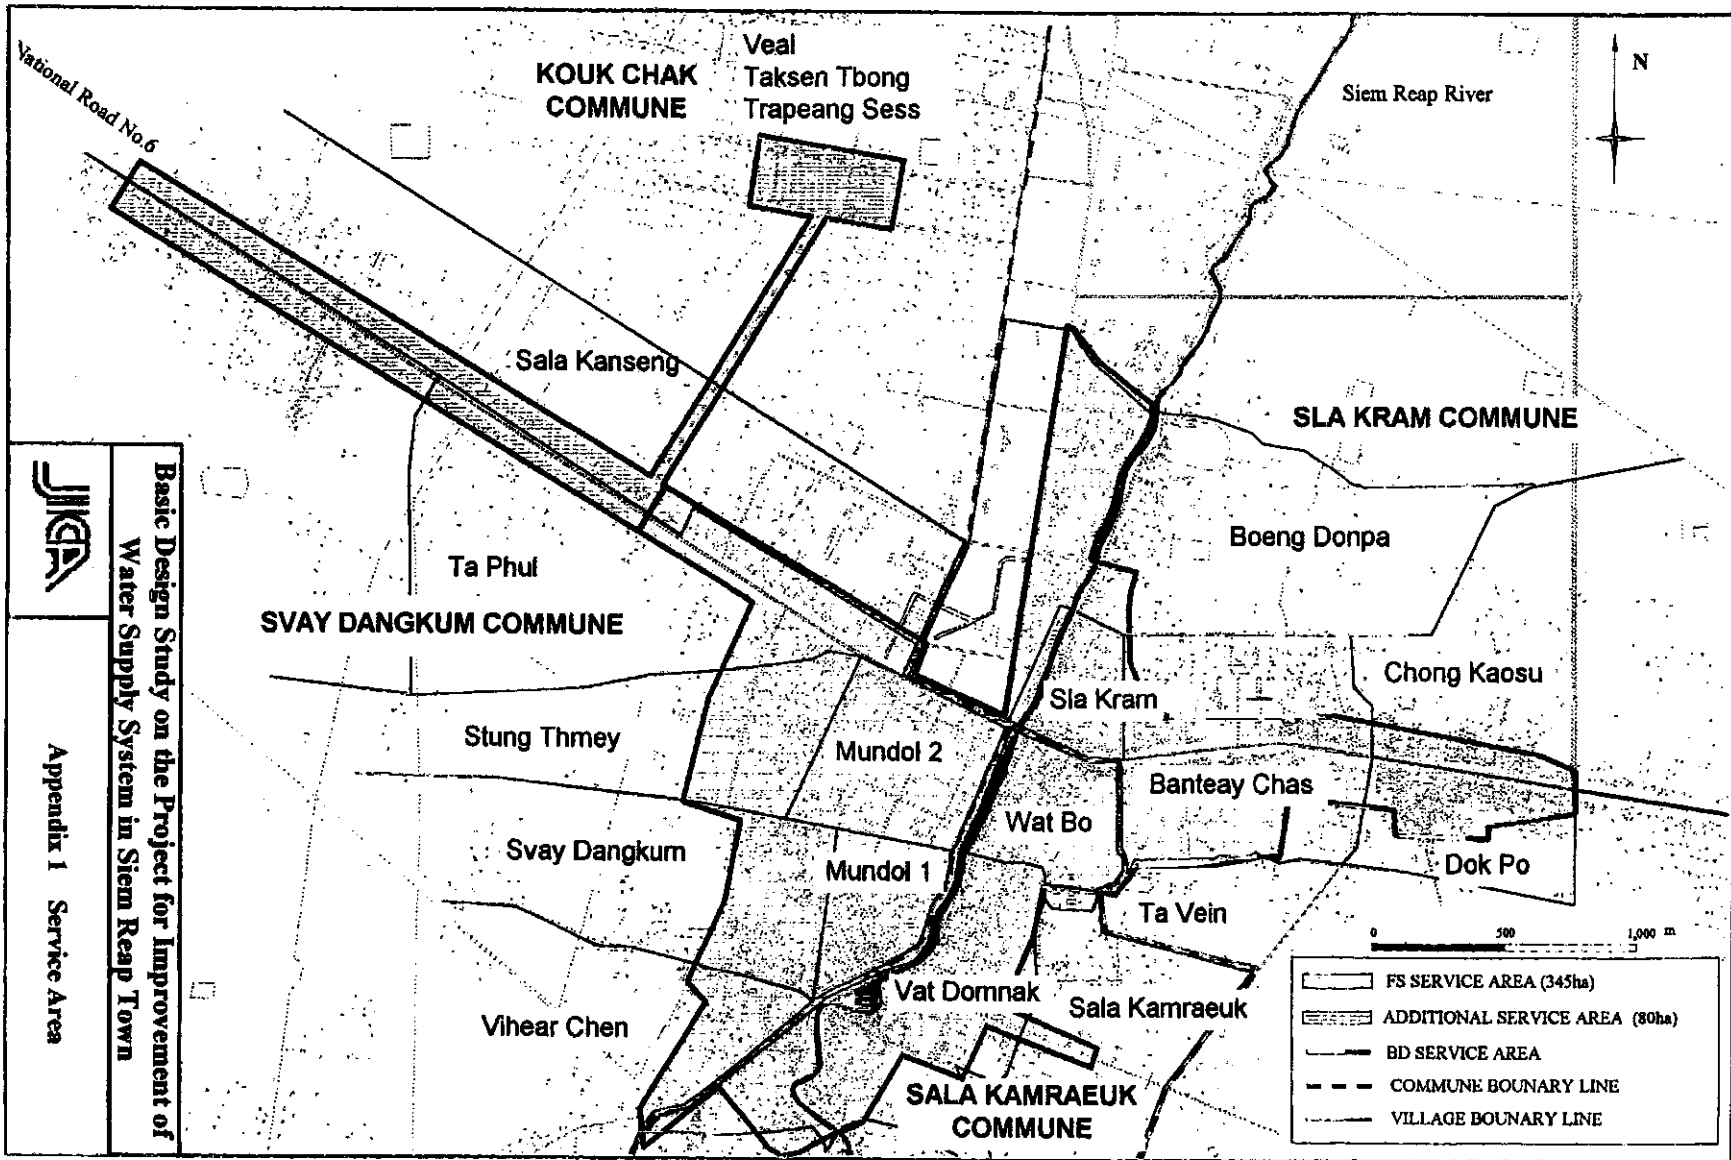 National Road No.6
KOUK CHAK
COMMUNE
Veal
Taksen Tbong
Trapeang Sess
Siem Reap River
N
Sala Kanseng
SLA KRAM COMMUNE
Boeng Donpa
Ta Phul
SVAY DANGKUM COMMUNE
Chong Kaosu
Sla Kram
Stung Thmey
Mundol 2
Banteay Chas
Wat Bo
Svay Dangkum
Mundol 1
Dok Po
Ta Vein
Vat Domnak
Sala Kamraeuk
Vihear Chen
SALA KAMRAEUK
COMMUNE
0 500 1,000 m
FS SERVICE AREA (345ha)
ADDITIONAL SERVICE AREA (80ha)
BD SERVICE AREA
COMMUNE BOUNARY LINE
VILLAGE BOUNARY LINE
JICA
Basic Design Study on the Project for Improvement of
Water Supply System in Siem Reap Town
Appendix 1 Service Area